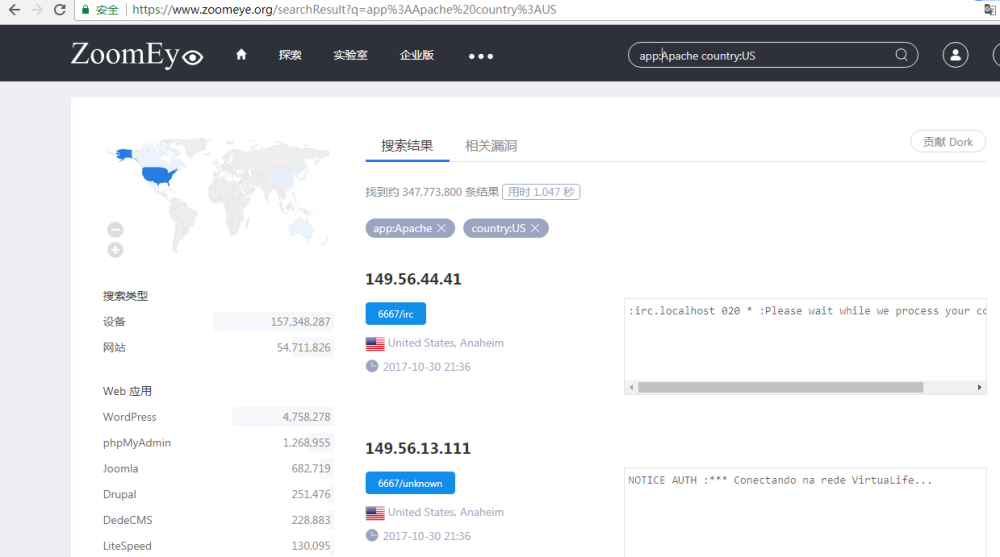 安全 https://www.zoomeye.org/searchResult?q=app%3AApache%20country%3AUS
ZoomEye 探索 实验室 企业版 app:Apache country:US
搜索结果 相关漏洞 贡献 Dork
找到约 347,773,800 条结果 用时 1.047 秒
app:Apache country:US
搜索类型
设备 157,348,287
网站 54,711,826
Web 应用
WordPress 4,758,278
phpMyAdmin 1,268,955
Joomla 682,719
Drupal 251,476
DedeCMS 228,883
LiteSpeed 130,095
149.56.44.41
6667/irc
United States, Anaheim
2017-10-30 21:36
:irc.localhost 020 * :Please wait while we process your co
149.56.13.111
6667/unknown
United States, Anaheim
2017-10-30 21:36
NOTICE AUTH :*** Conectando na rede VirtuaLife...